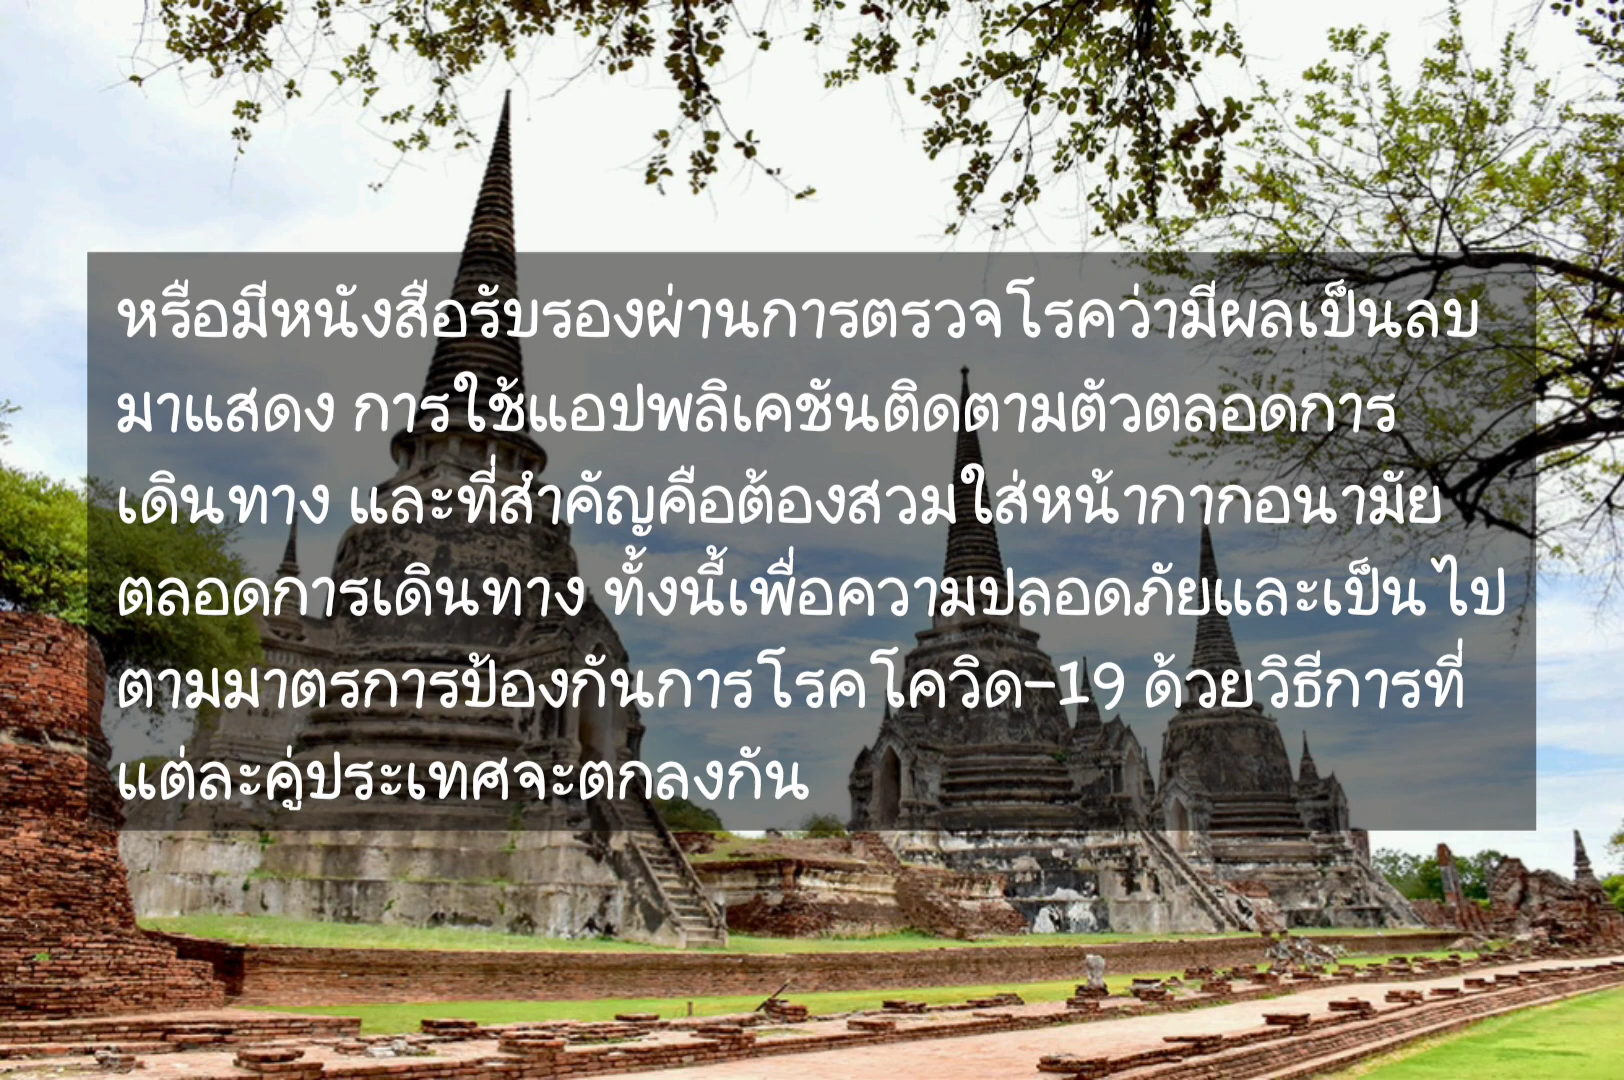 หรือมีหนังสือรับรองผ่านการตรวจโรคว่ามีผลเป็นลบ
มาแสดง การใช้แอปพลิเคชันติดตามตัวตลอดการ
เดินทาง และที่สำคัญคือต้องสวมใส่หน้ากากอนามัย
ตลอดการเดินทาง ทั้งนี้เพื่อความปลอดภัยและเป็นไป
ตามมาตรการป้องกันการโรคโควิด-19 ด้วยวิธีการที่
แต่ละคู่ประเทศจะตกลงกัน